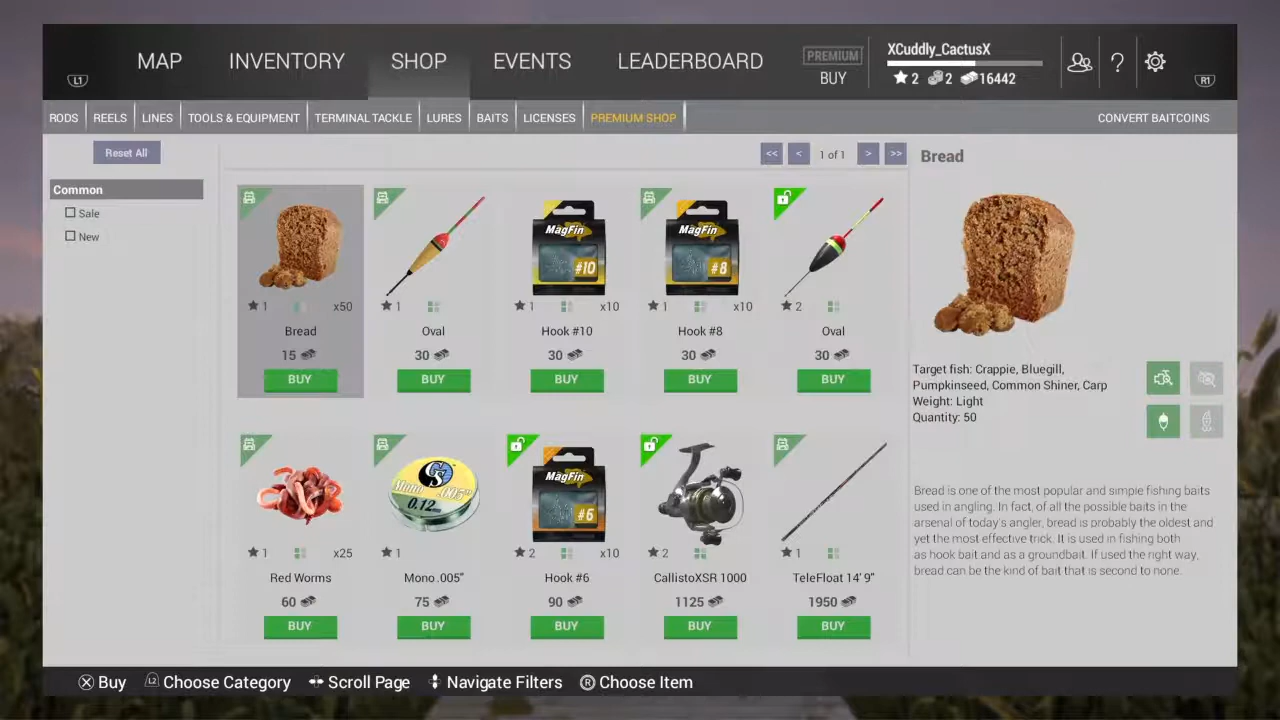 L1
MAP
INVENTORY
SHOP
EVENTS
LEADERBOARD
PREMIUM
BUY
XCuddly_CactusX
2
2
16442
?
R1
RODS
REELS
LINES
TOOLS & EQUIPMENT
TERMINAL TACKLE
LURES
BAITS
LICENSES
PREMIUM SHOP
CONVERT BAITCOINS
Reset All
Common
Sale
New
<<
<
1 of 1
>
>>
1
x50
Bread
15
BUY
1
Oval
30
BUY
MagFin
#10
1
x10
Hook #10
30
BUY
MagFin
#8
1
x10
Hook #8
30
BUY
2
Oval
30
BUY
1
x25
Red Worms
60
BUY
Mono .005"
0.12
1
Mono .005"
75
BUY
MagFin
#6
2
x10
Hook #6
90
BUY
2
CallistoXSR 1000
1125
BUY
1
TeleFloat 14' 9"
1950
BUY
Bread
Target fish: Crappie, Bluegill,
Pumpkinseed, Common Shiner, Carp
Weight: Light
Quantity: 50
Bread is one of the most popular and simple fishing baits
used in angling. In fact, of all the possible baits in the
arsenal of today's angler, bread is probably the oldest and
yet the most effective trick. It is used in fishing both
as hook bait and as a groundbait. If used the right way,
bread can be the kind of bait that is second to none.
Buy
L2
Choose Category
Scroll Page
Navigate Filters
R
Choose Item